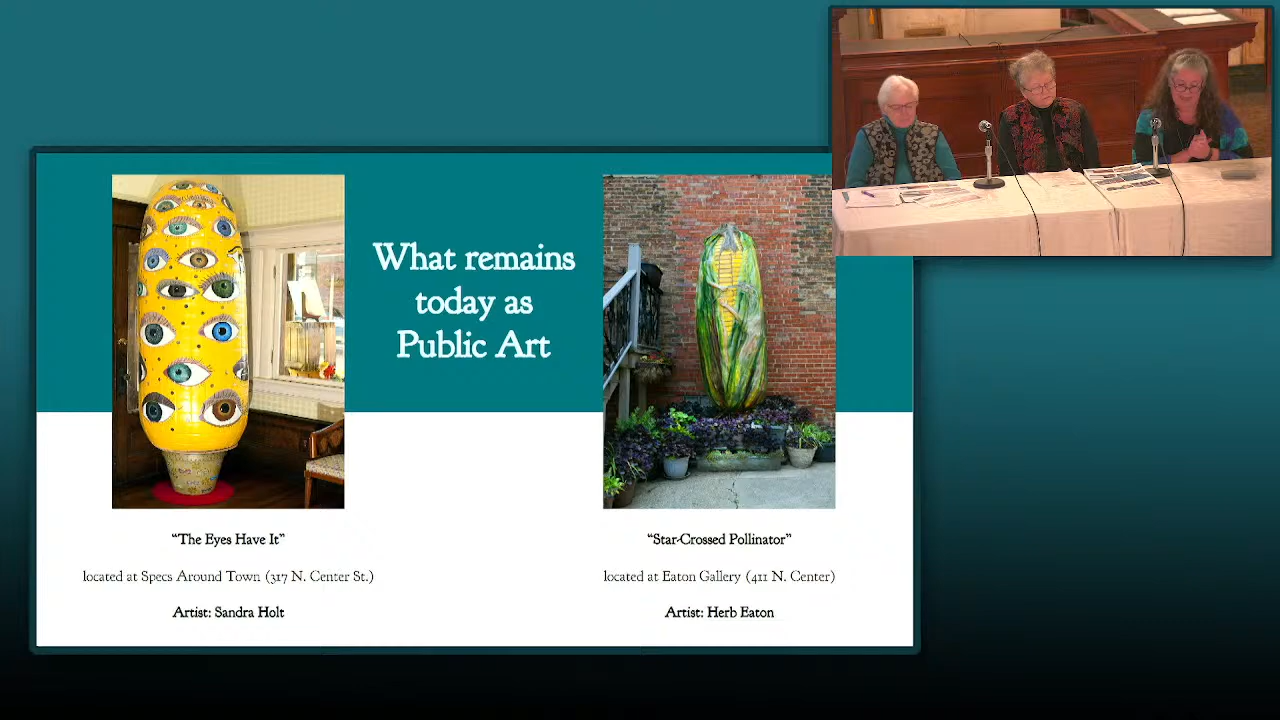 What remains
today as
Public Art
“The Eyes Have It”
located at Specs Around Town (317 N. Center St.)
Artist: Sandra Holt
“Star-Crossed Pollinator”
located at Eaton Gallery (411 N. Center)
Artist: Herb Eaton